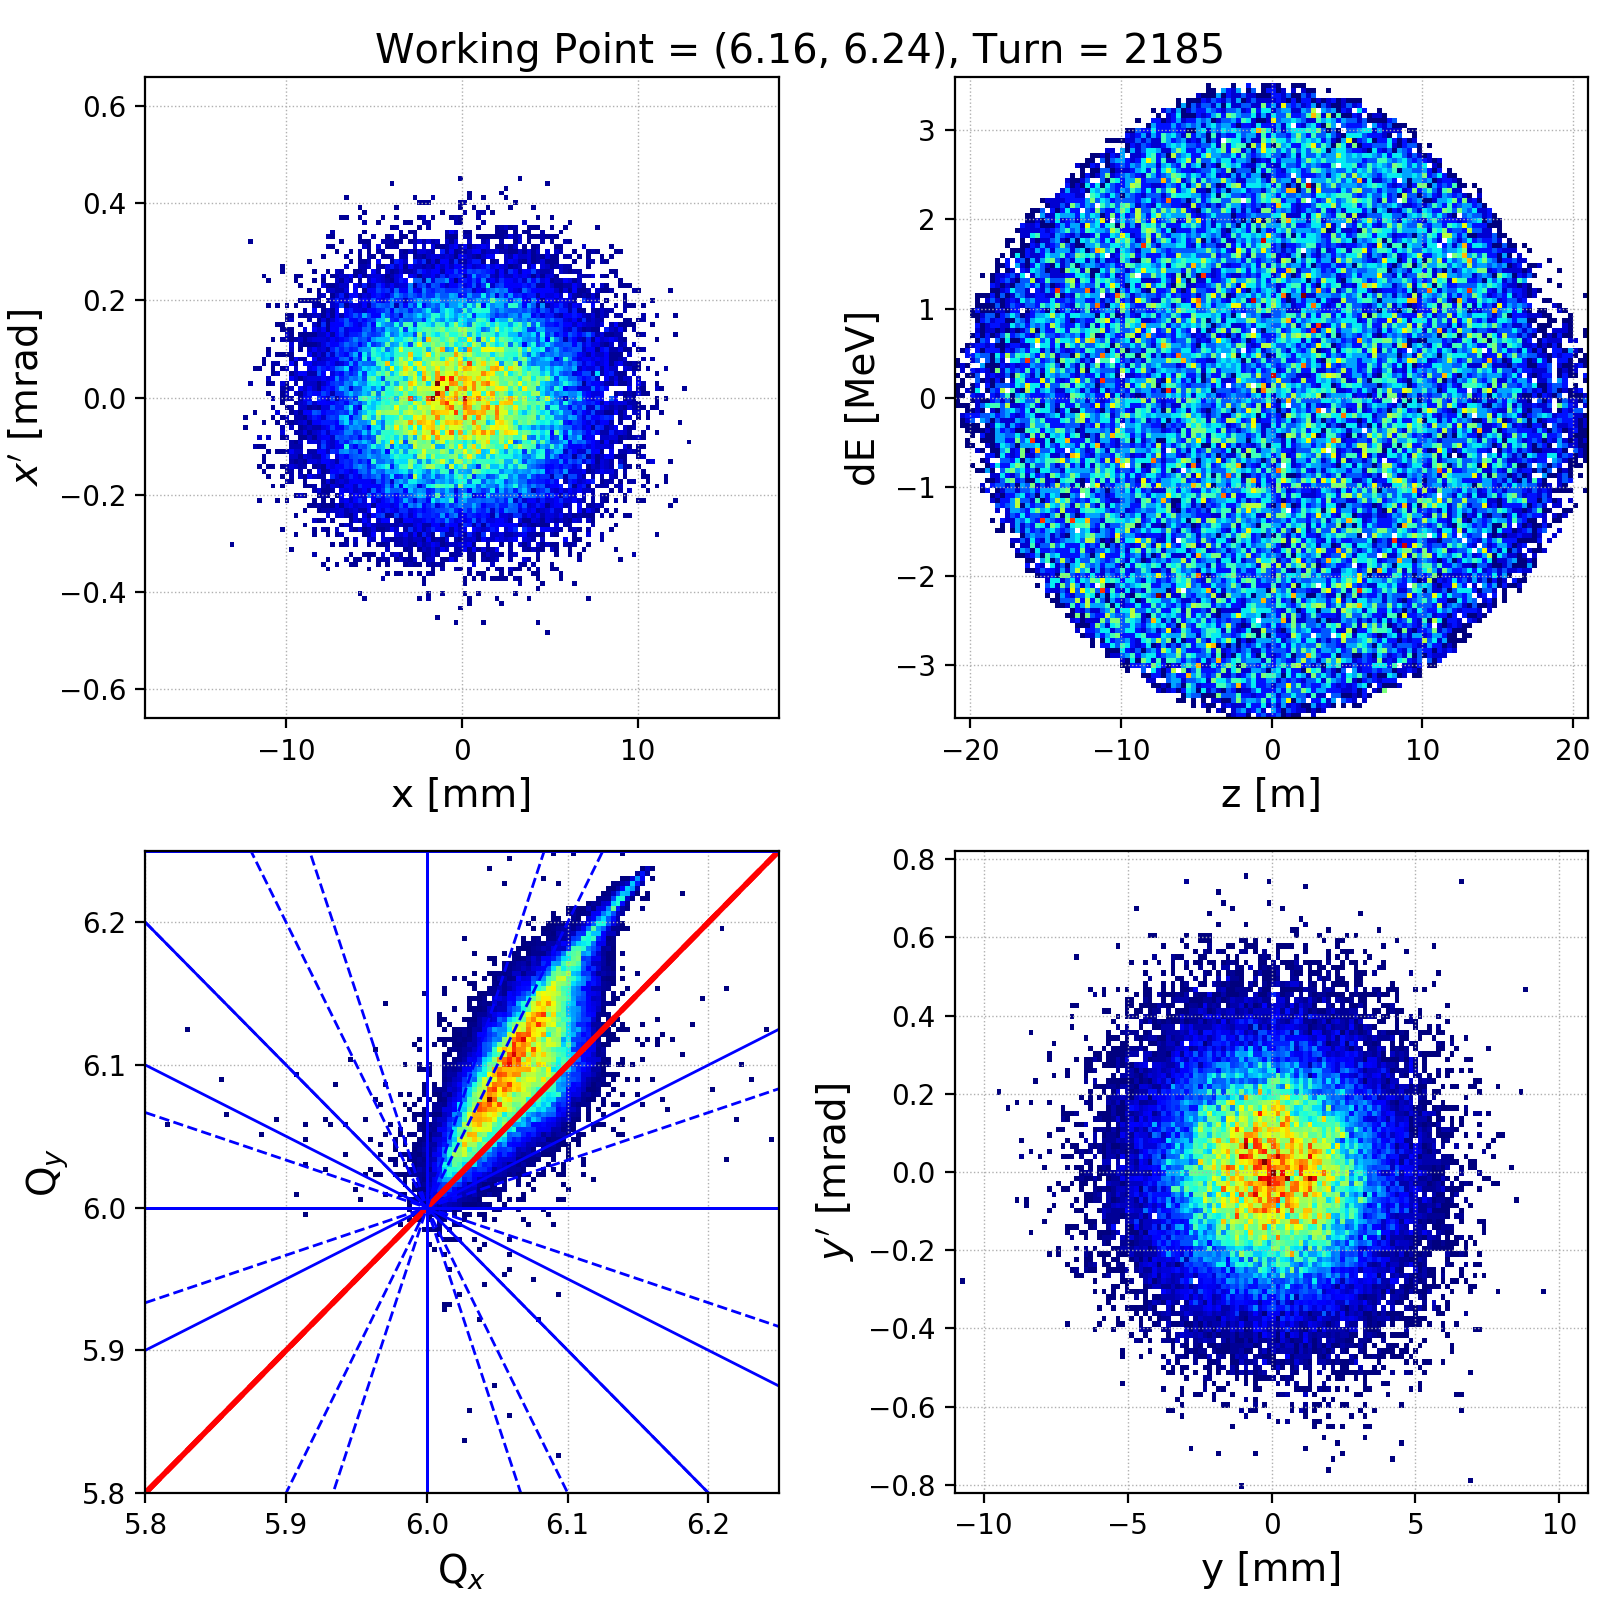 Working Point = (6.16, 6.24), Turn = 2185
0.6
0.4
0.2
0.0
−0.2
−0.4
−0.6
x′ [mrad]
−10 0 10
x [mm]
3
2
1
0
−1
−2
−3
dE [MeV]
−20 −10 0 10 20
z [m]
6.2
6.1
6.0
5.9
5.8
Qy
5.8 5.9 6.0 6.1 6.2
Qx
0.8
0.6
0.4
0.2
0.0
−0.2
−0.4
−0.6
−0.8
y′ [mrad]
−10 −5 0 5 10
y [mm]